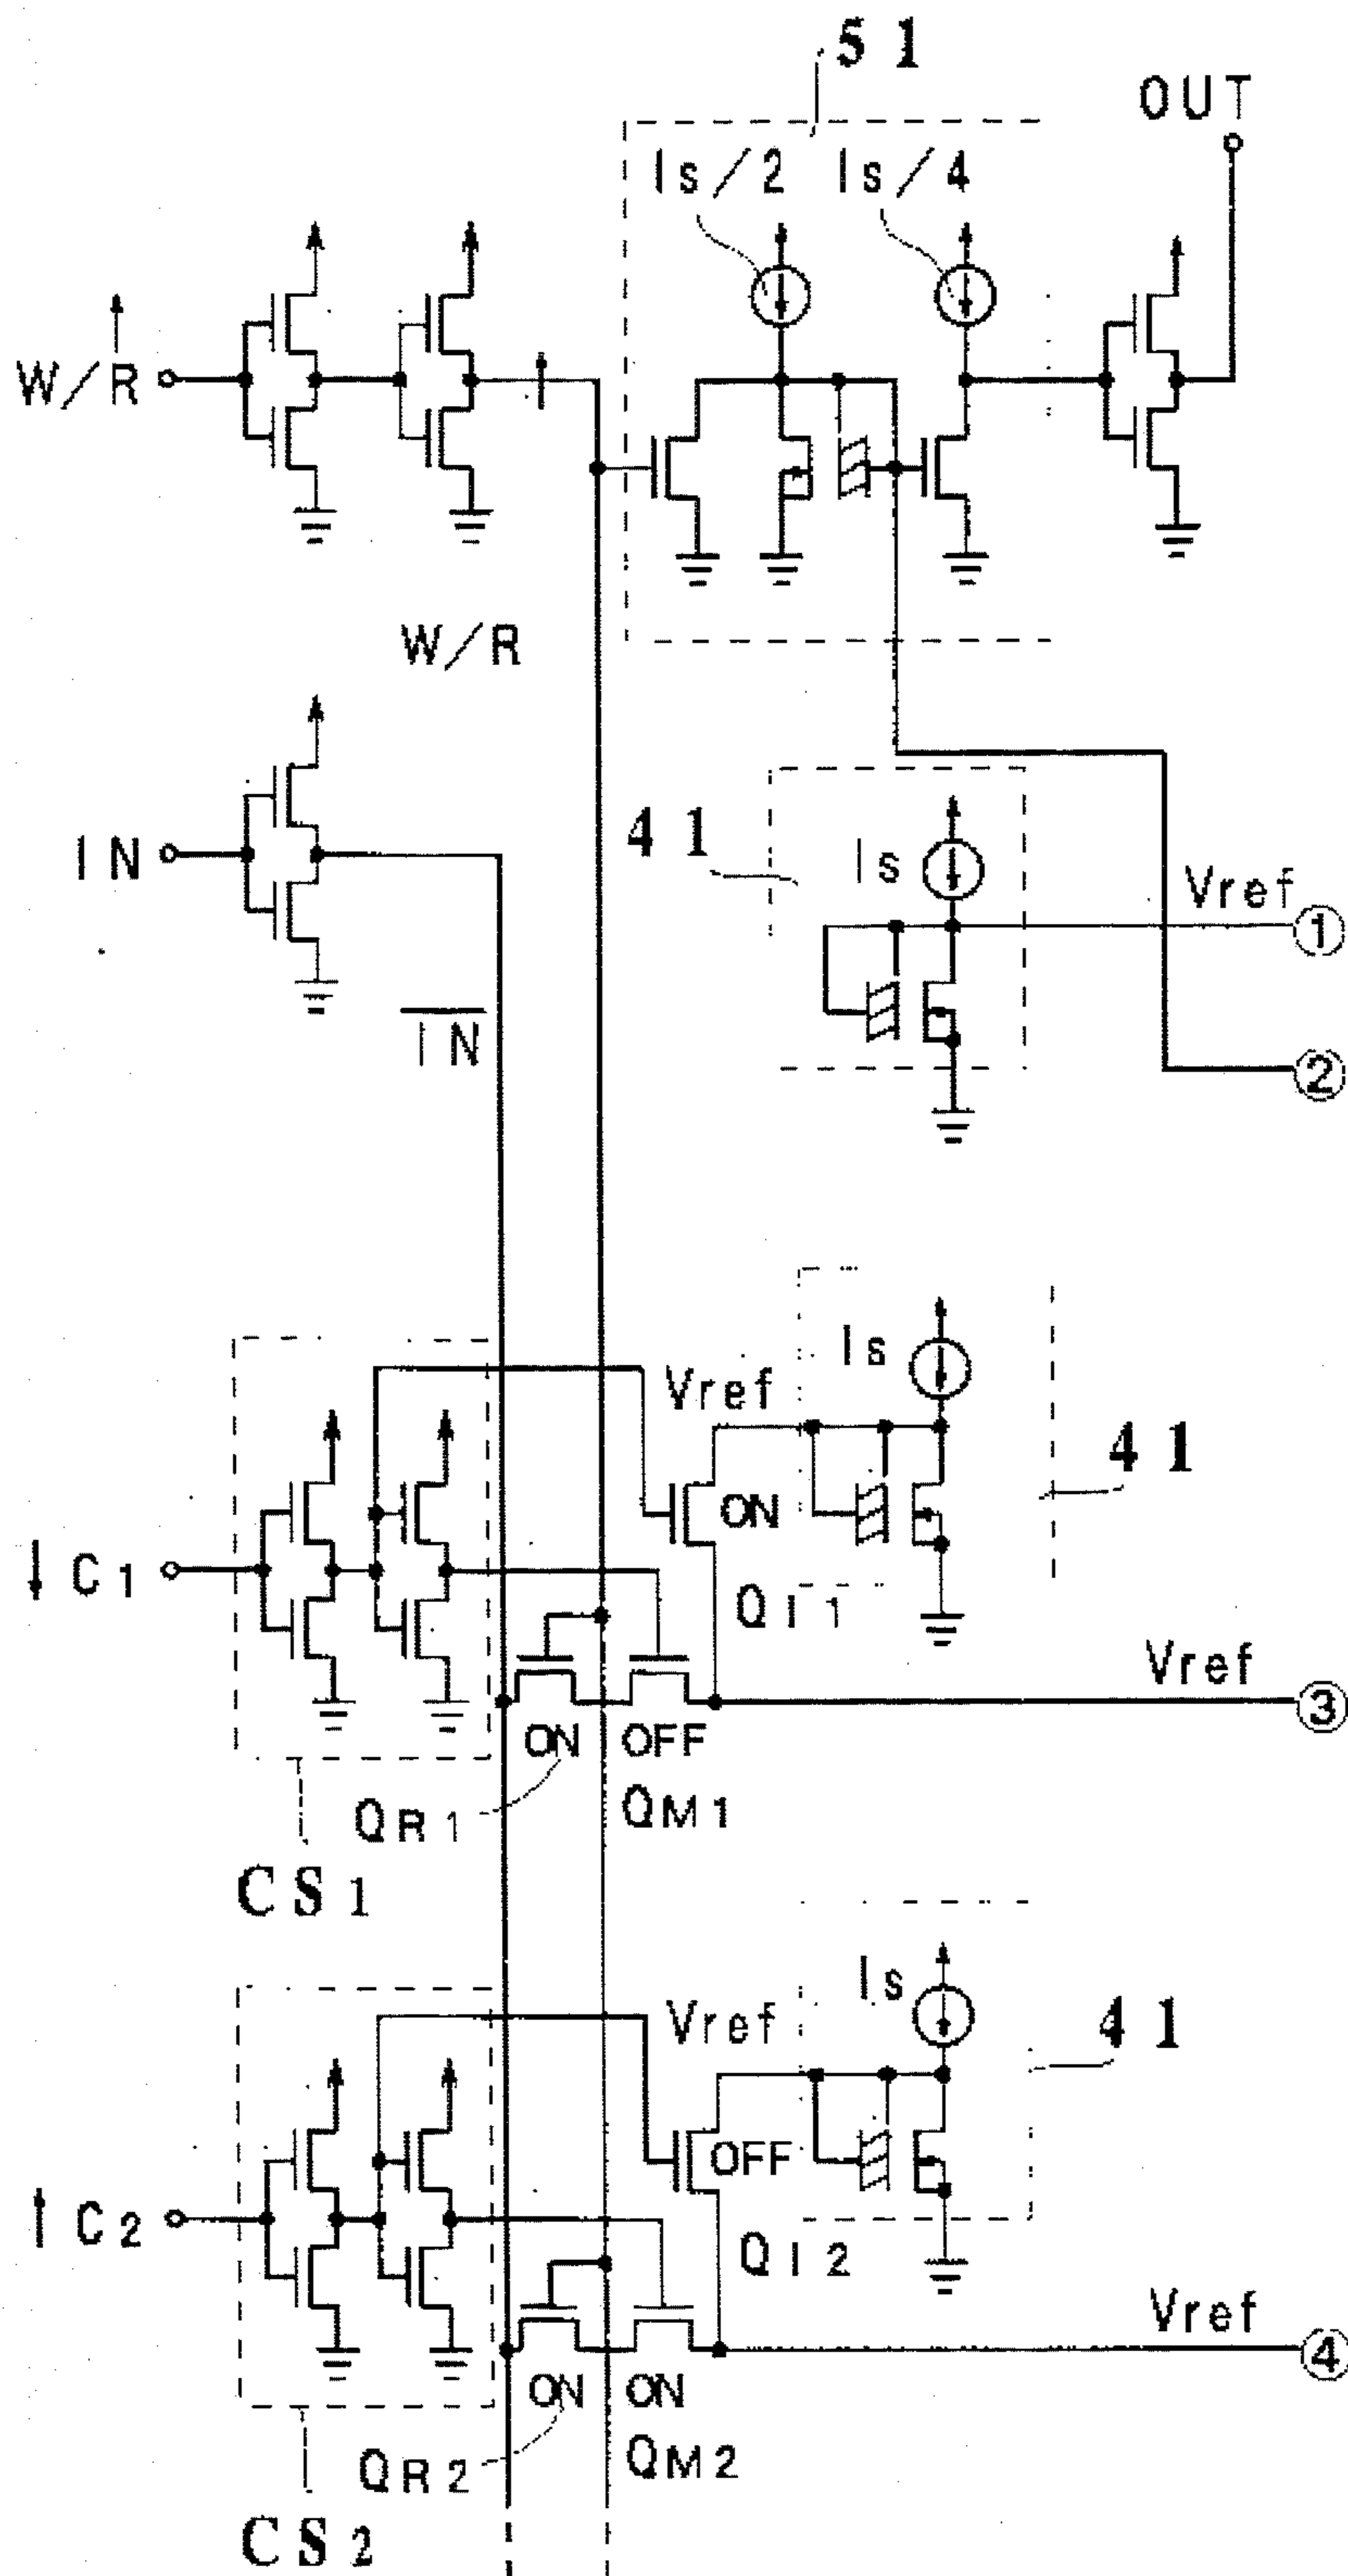 51
OUT
Is/2 Is/4
W/R
W/R
IN
41
Is
Vref
①
IN
②
Is
Vref
41
ON
C1
QI1
Vref
③
ON OFF
QR1 QM1
CS1
Is
Vref
41
OFF
C2
QI2
Vref
④
ON ON
QR2 QM2
CS2